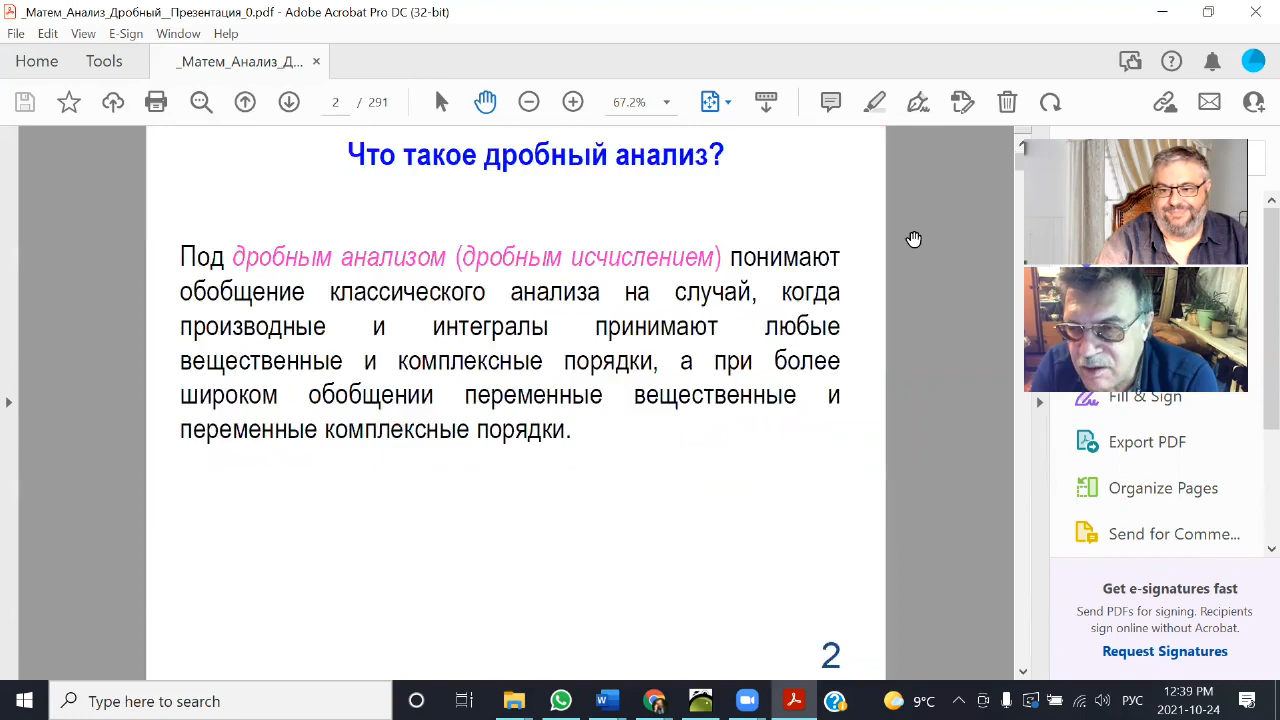 _Матем_Анализ_Дробный__Презентация_0.pdf - Adobe Acrobat Pro DC (32-bit)
File Edit View E-Sign Window Help
Home Tools _Матем_Анализ_Д... ×
2 / 291 67.2%
Что такое дробный анализ?
Под дробным анализом (дробным исчислением) понимают
обобщение классического анализа на случай, когда
производные и интегралы принимают любые
вещественные и комплексные порядки, а при более
широком обобщении переменные вещественные и
переменные комплексные порядки.
2
Fill & Sign
Export PDF
Organize Pages
Send for Comme...
Get e-signatures fast
Send PDFs for signing. Recipients
sign online without Acrobat.
Request Signatures
Type here to search
9°C
РУС
12:39 PM
2021-10-24